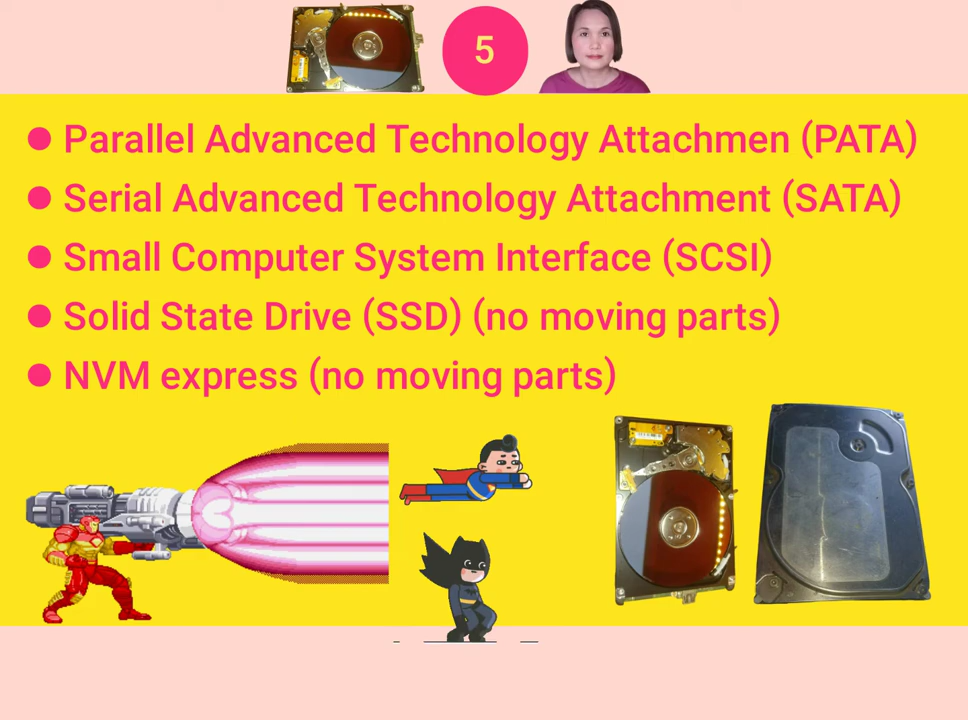 5
● Parallel Advanced Technology Attachmen (PATA)
● Serial Advanced Technology Attachment (SATA)
● Small Computer System Interface (SCSI)
● Solid State Drive (SSD) (no moving parts)
● NVM express (no moving parts)